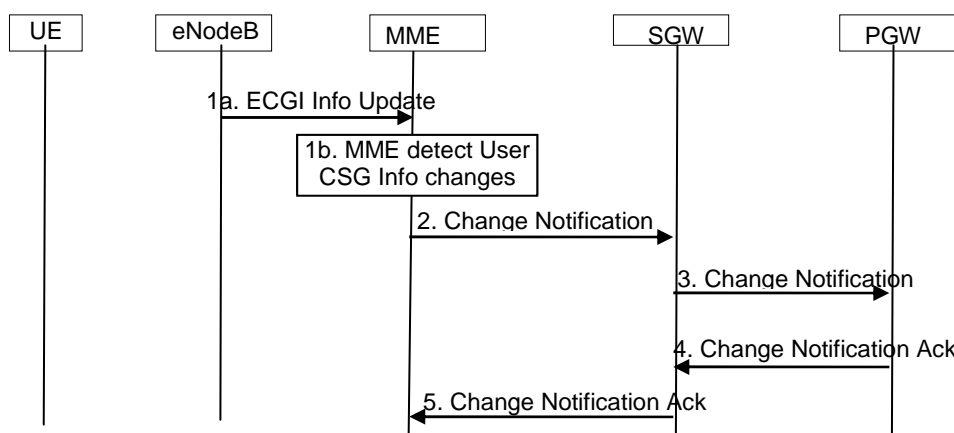 UE
eNodeB
MME
SGW
PGW
1a. ECGI Info Update
1b. MME detect User
CSG Info changes
2. Change Notification
3. Change Notification
4. Change Notification Ack
5. Change Notification Ack